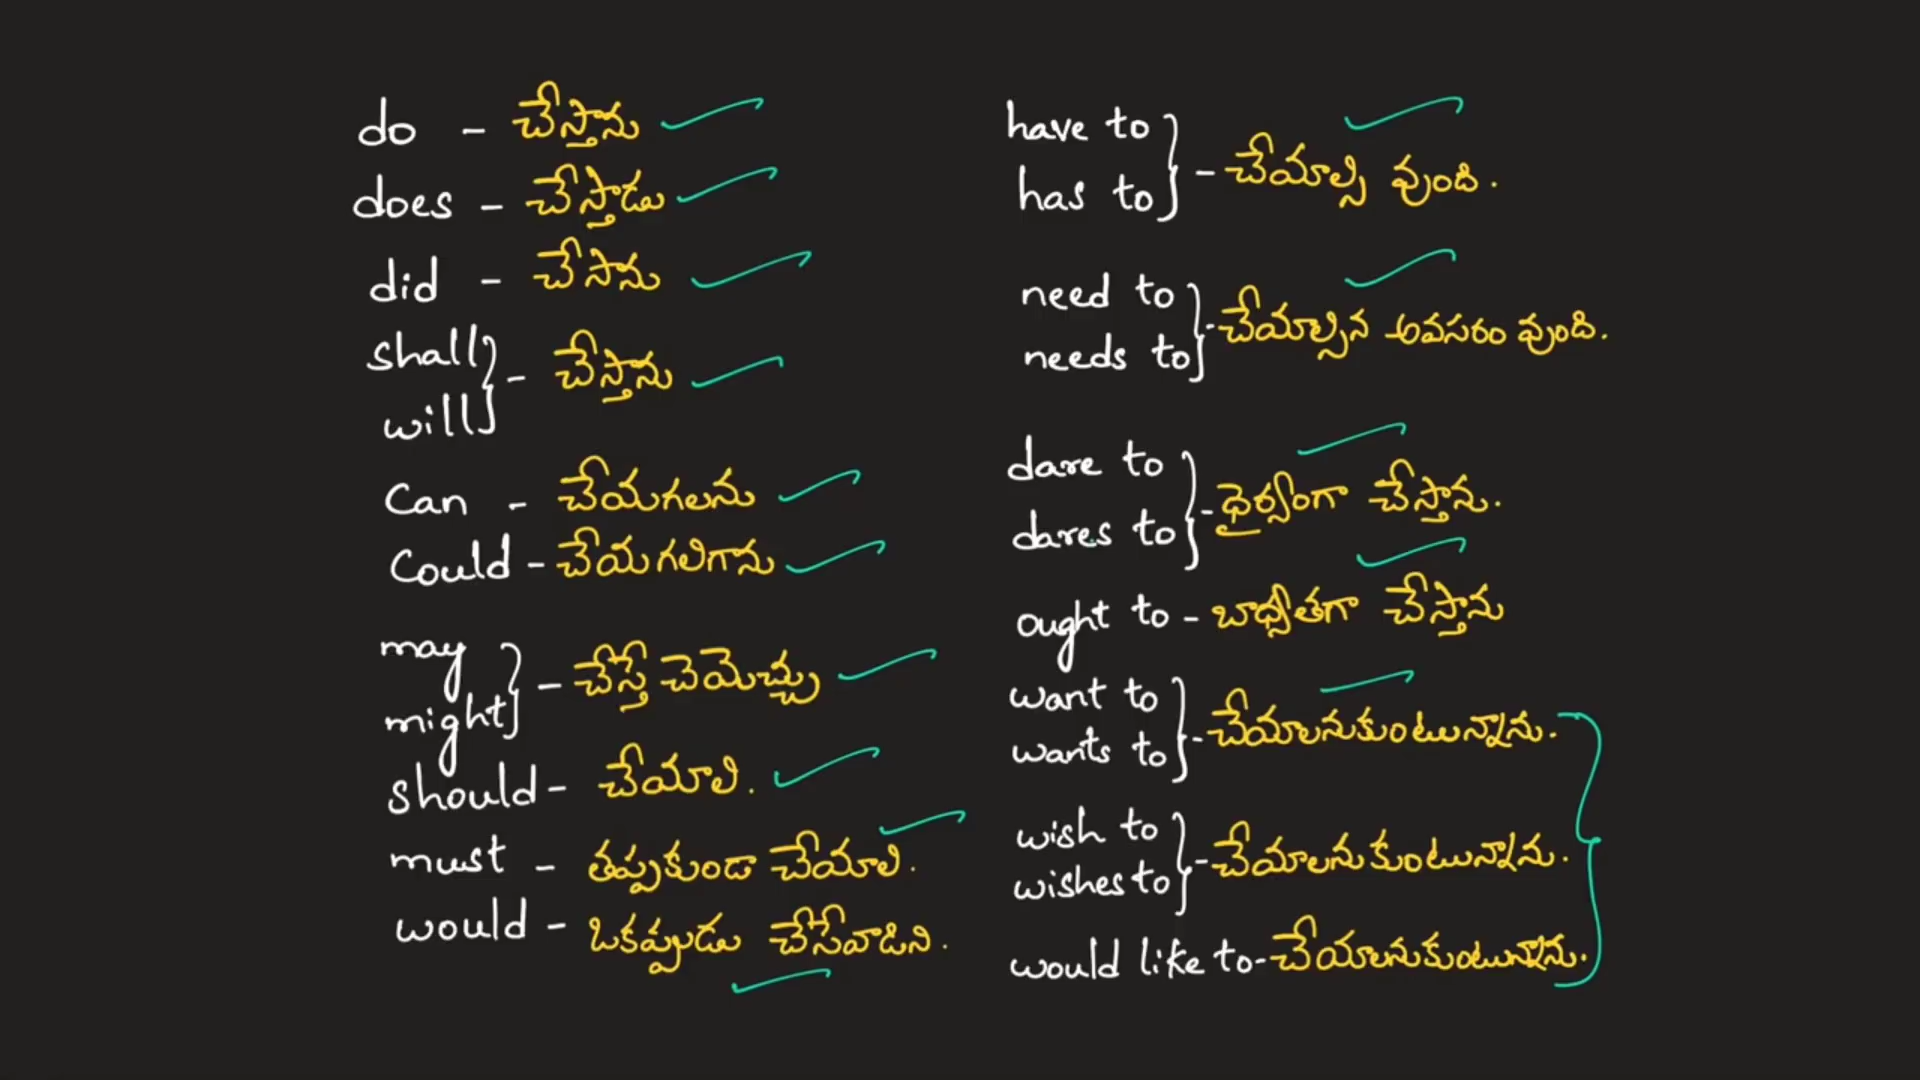 do - చేస్తాను
does - చేస్తాడు
did - చేసాను
shall
will } - చేస్తాను
Can - చేయగలను
Could - చేయగలిగాను
may
might } - చేస్తే చెమెచ్చు
should - చేయాలి.
must - తప్పకుండా చేయాలి.
would - ఒకప్పుడు చేసేవాడిని.
have to
has to } - చేయాల్సి వుంది.
need to
needs to } - చేయాల్సిన అవసరం వుంది.
dare to
dares to } - ధైర్యంగా చేస్తాను.
ought to - బాధ్యతగా చేస్తాను
want to
wants to } - చేయాలనుకుంటున్నాను.
wish to
wishes to } - చేయాలనుకుంటున్నాను.
would like to - చేయాలనుకుంటున్నాను.